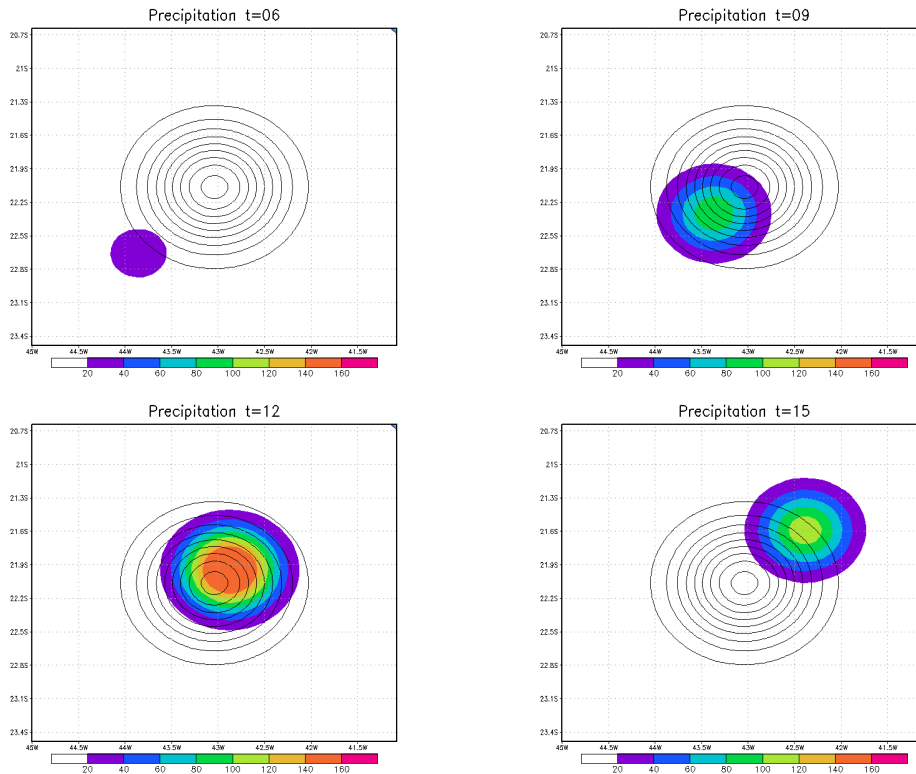 Precipitation t=06
20.7S
21S
21.3S
21.6S
21.9S
22.2S
22.5S
22.8S
23.1S
23.4S
45W 44.5W 44W 43.5W 43W 42.5W 42W 41.5W
20 40 60 80 100 120 140 160
Precipitation t=09
20.7S
21S
21.3S
21.6S
21.9S
22.2S
22.5S
22.8S
23.1S
23.4S
45W 44.5W 44W 43.5W 43W 42.5W 42W 41.5W
20 40 60 80 100 120 140 160
Precipitation t=12
20.7S
21S
21.3S
21.6S
21.9S
22.2S
22.5S
22.8S
23.1S
23.4S
45W 44.5W 44W 43.5W 43W 42.5W 42W 41.5W
20 40 60 80 100 120 140 160
Precipitation t=15
20.7S
21S
21.3S
21.6S
21.9S
22.2S
22.5S
22.8S
23.1S
23.4S
45W 44.5W 44W 43.5W 43W 42.5W 42W 41.5W
20 40 60 80 100 120 140 160